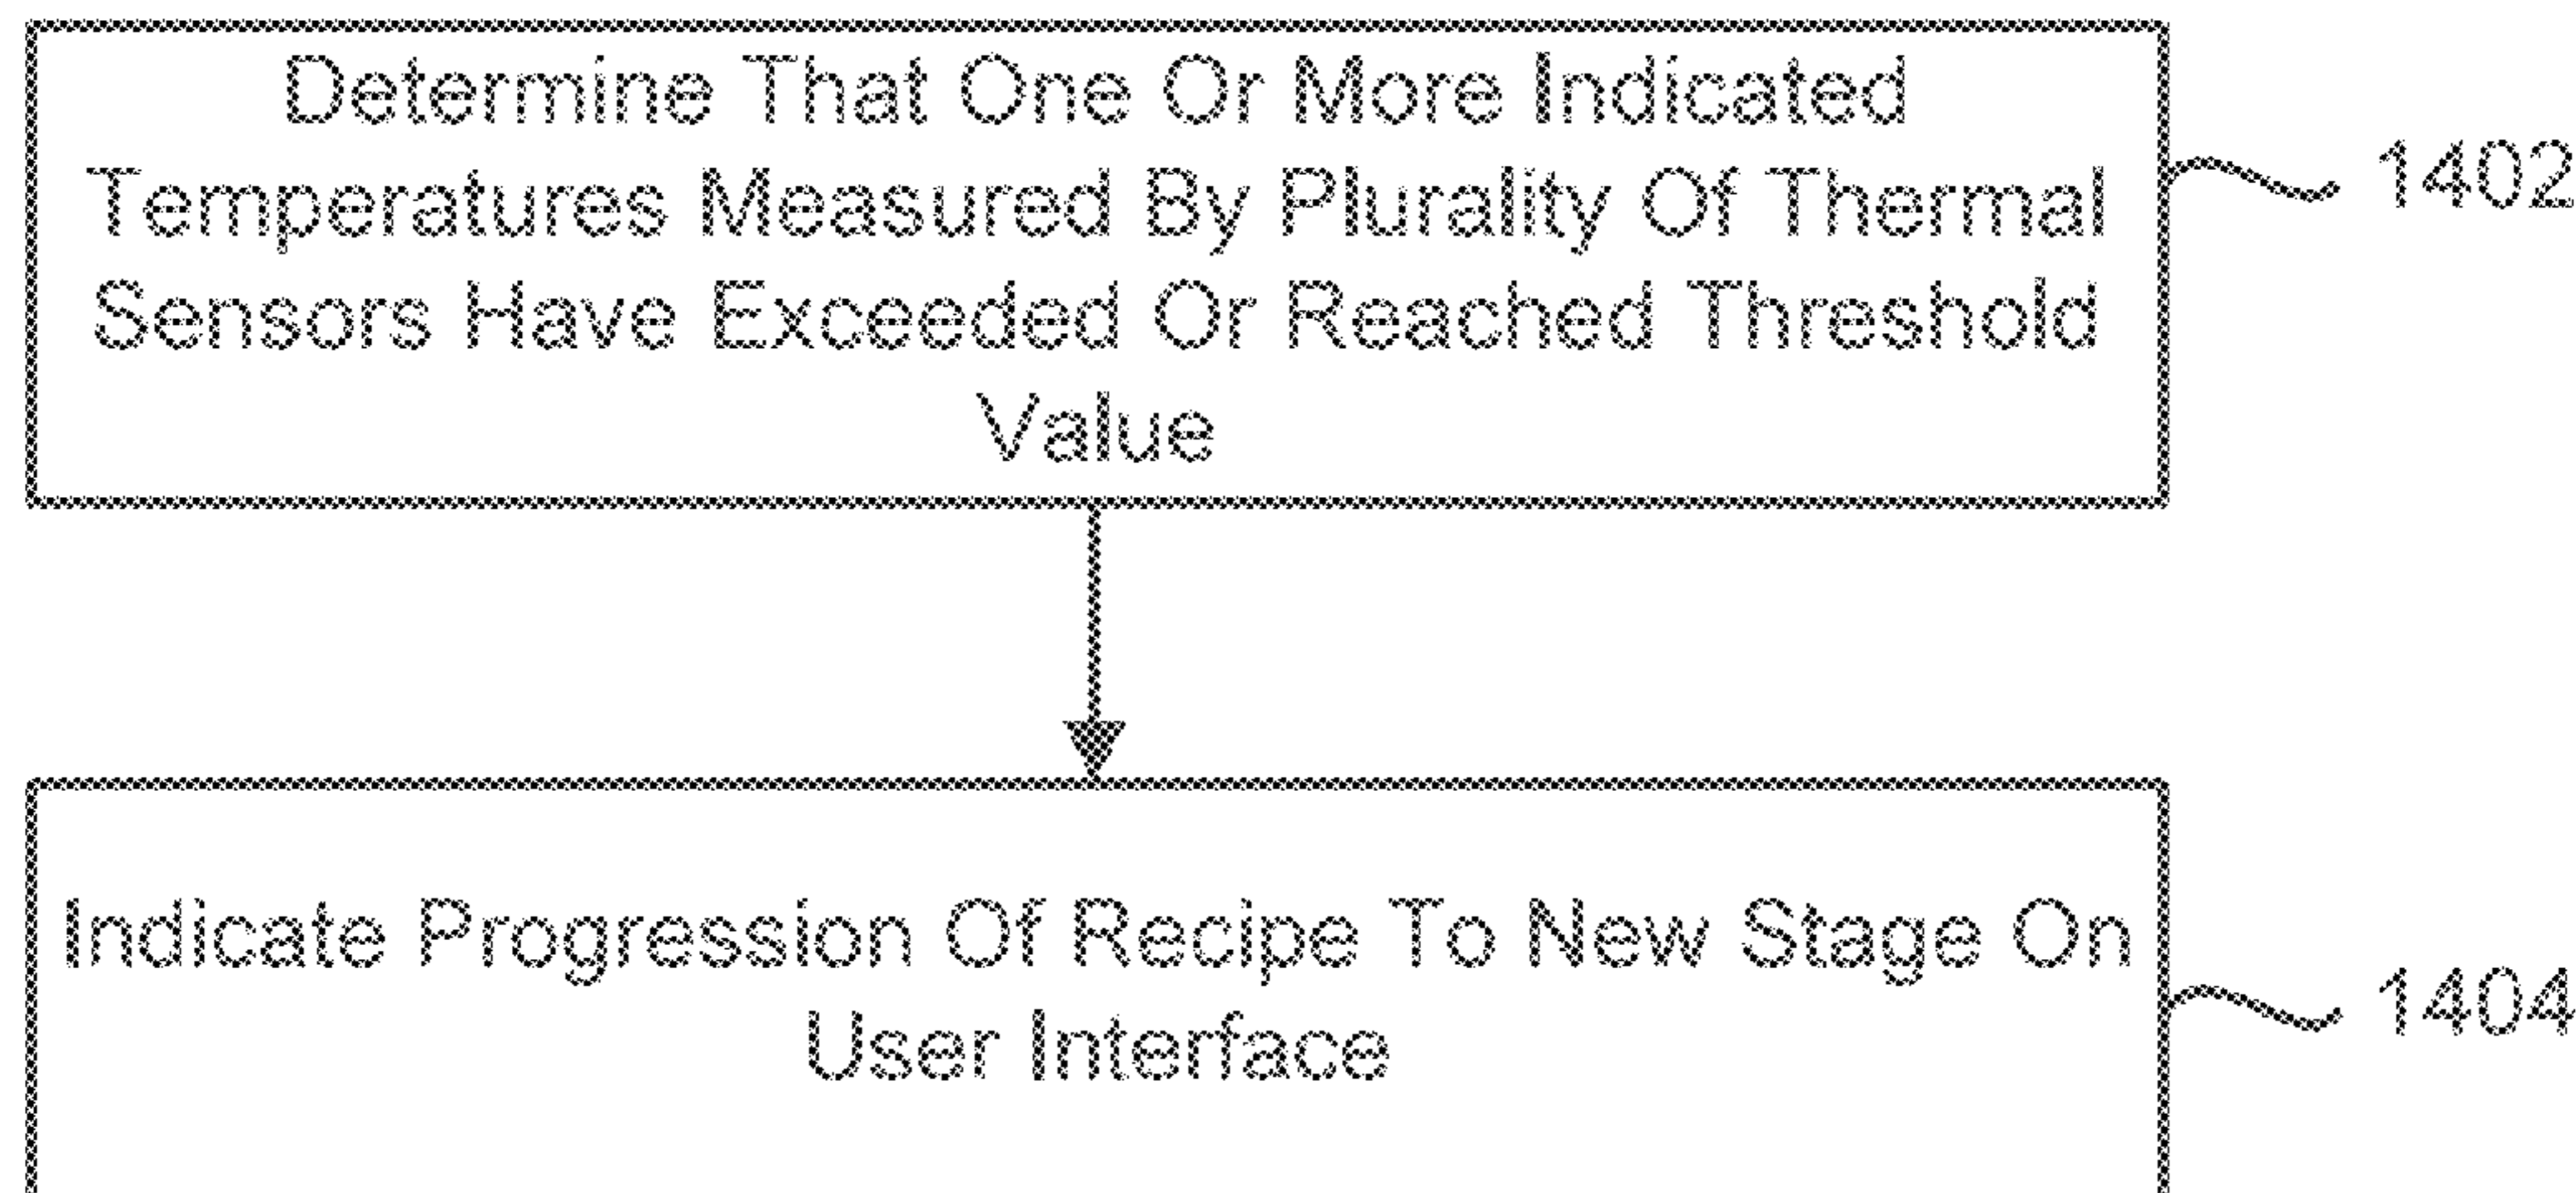 Determine That One Or More Indicated
Temperatures Measured By Plurality Of Thermal
Sensors Have Exceeded Or Reached Threshold
Value
1402
Indicate Progression Of Recipe To New Stage On
User Interface
1404